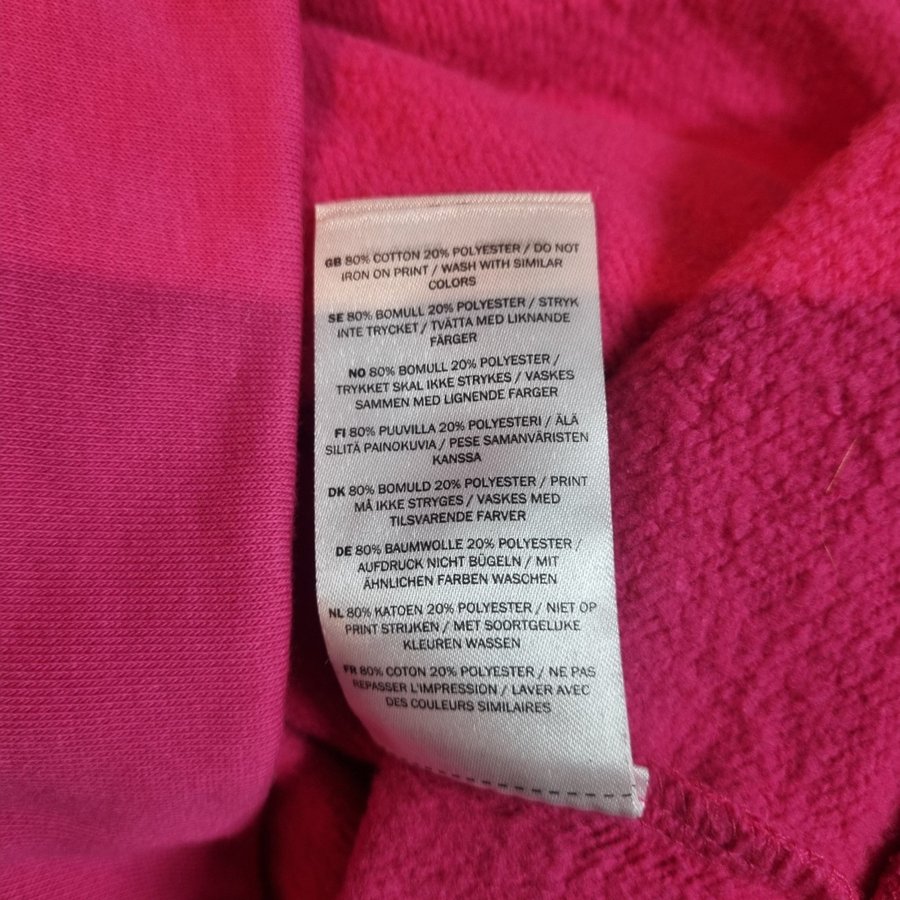 GB 80% COTTON 20% POLYESTER / DO NOT
IRON ON PRINT / WASH WITH SIMILAR
COLORS
SE 80% BOMULL 20% POLYESTER / STRYK
INTE TRYCKET / TVÄTTA MED LIKNANDE
FÄRGER
NO 80% BOMULL 20% POLYESTER /
TRYKKET SKAL IKKE STRYKES / VASKES
SAMMEN MED LIGNENDE FARGER
FI 80% PUUVILLA 20% POLYESTERI / ÄLÄ
SILITÄ PAINOKUVIA / PESE SAMANVÄRISTEN
KANSSA
DK 80% BOMULD 20% POLYESTER / PRINT
MÅ IKKE STRYGES / VASKES MED
TILSVARENDE FARVER
DE 80% BAUMWOLLE 20% POLYESTER /
AUFDRUCK NICHT BÜGELN / MIT
ÄHNLICHEN FARBEN WASCHEN
NL 80% KATOEN 20% POLYESTER / NIET OP
PRINT STRIJKEN / MET SOORTGELIJKE
KLEUREN WASSEN
FR 80% COTON 20% POLYESTER / NE PAS
REPASSER L'IMPRESSION / LAVER AVEC
DES COULEURS SIMILAIRES